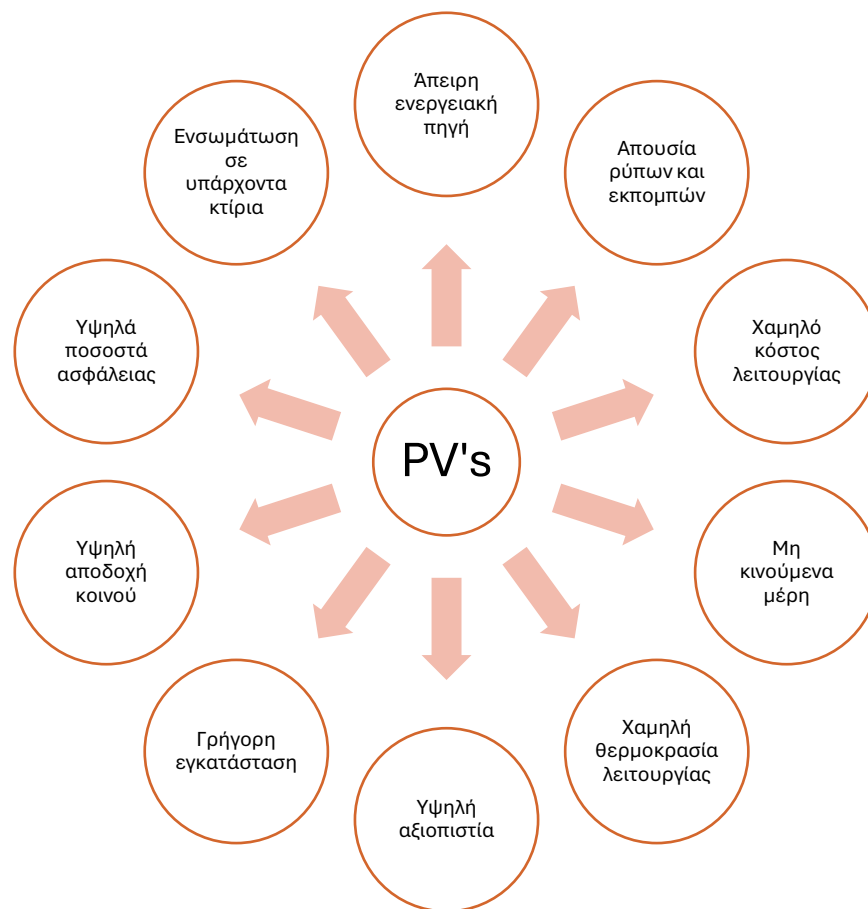 Άπειρη
ενεργειακή
πηγή
Απουσία
ρύπων και
εκπομπών
Χαμηλό
κόστος
λειτουργίας
Μη
κινούμενα
μέρη
Χαμηλή
θερμοκρασία
λειτουργίας
Υψηλή
αξιοπιστία
Γρήγορη
εγκατάσταση
Υψηλή
αποδοχή
κοινού
Υψηλά
ποσοστά
ασφάλειας
Ενσωμάτωση
σε
υπάρχοντα
κτίρια
PV's